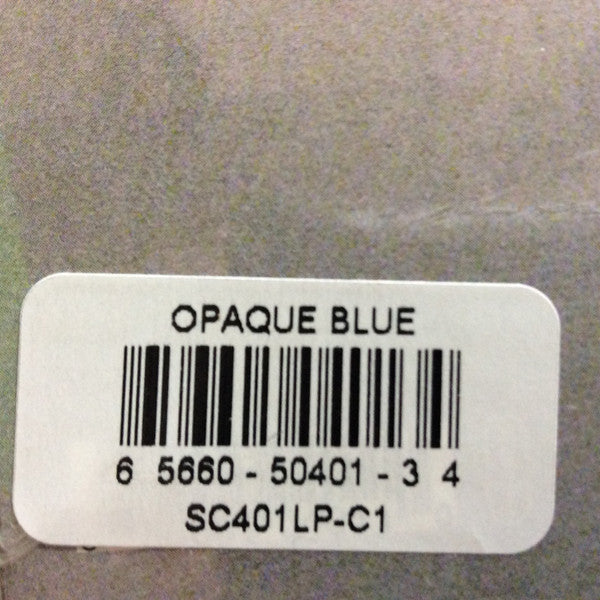 OPAQUE BLUE
6 5660 - 50401 - 3 4
SC401LP-C1